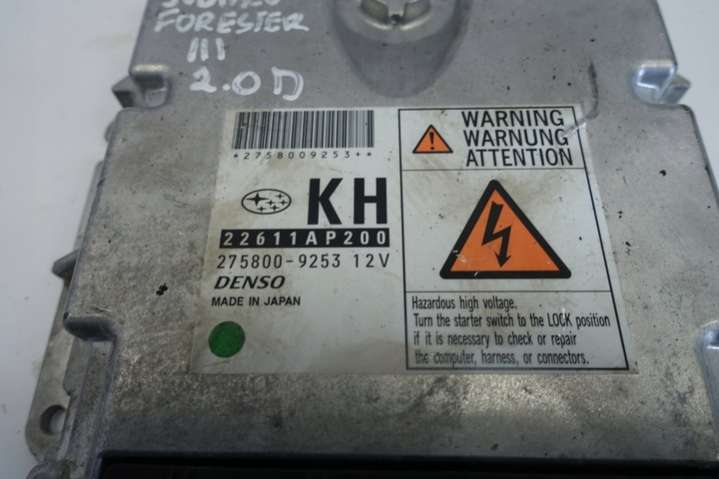 SUBARU
FORESTER
III
2.0D
*2758009253**
KH
22611AP200
275800-9253 12V
DENSO
MADE IN JAPAN
WARNING
WARNUNG
ATTENTION
Hazardous high voltage.
Turn the starter switch to the LOCK position
if it is necessary to check or repair
the computer, harness, or connectors.